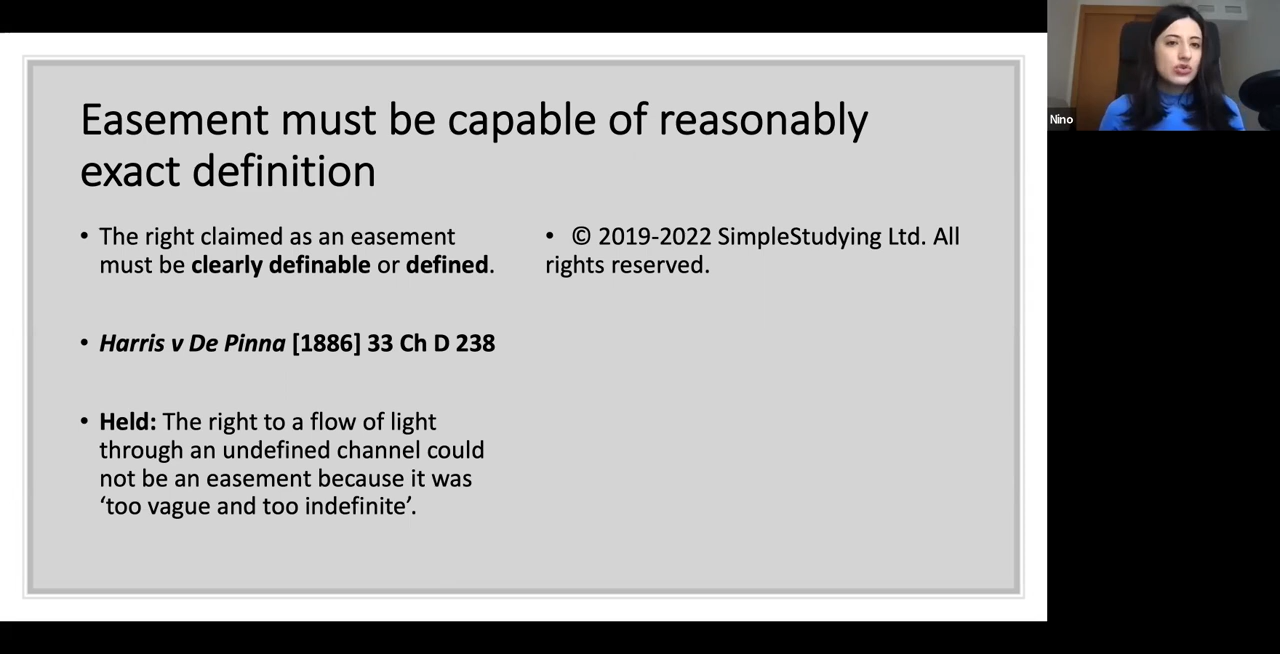 Easement must be capable of reasonably
exact definition
• The right claimed as an easement
must be clearly definable or defined.
• Harris v De Pinna [1886] 33 Ch D 238
• Held: The right to a flow of light
through an undefined channel could
not be an easement because it was
‘too vague and too indefinite’.
• © 2019-2022 SimpleStudying Ltd. All
rights reserved.
Nino